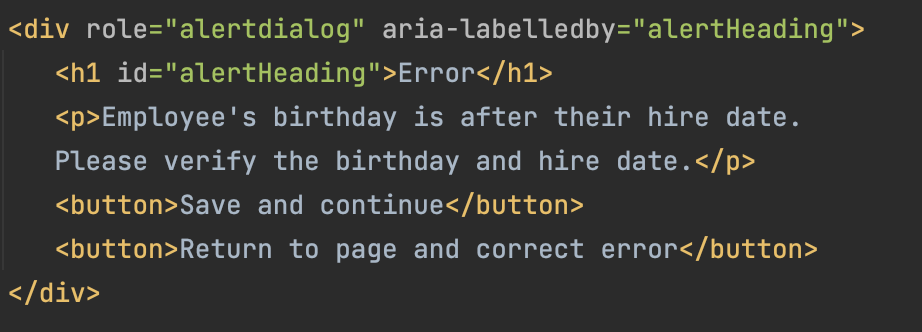 <div role="alertdialog" aria-labelledby="alertHeading">
<h1 id="alertHeading">Error</h1>
<p>Employee's birthday is after their hire date.
Please verify the birthday and hire date.</p>
<button>Save and continue</button>
<button>Return to page and correct error</button>
</div>